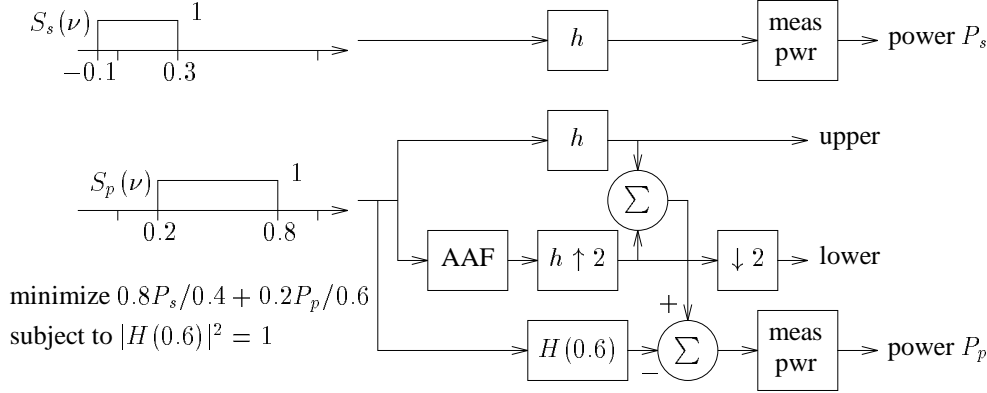 S_s(ν)
1
−0.1
0.3
h
meas
pwr
power P_s
h
upper
S_p(ν)
1
0.2
0.8
∑
AAF
h ↑ 2
↓ 2
lower
minimize 0.8P_s/0.4 + 0.2P_p/0.6
subject to |H(0.6)|² = 1
+
H(0.6)
−
∑
meas
pwr
power P_p